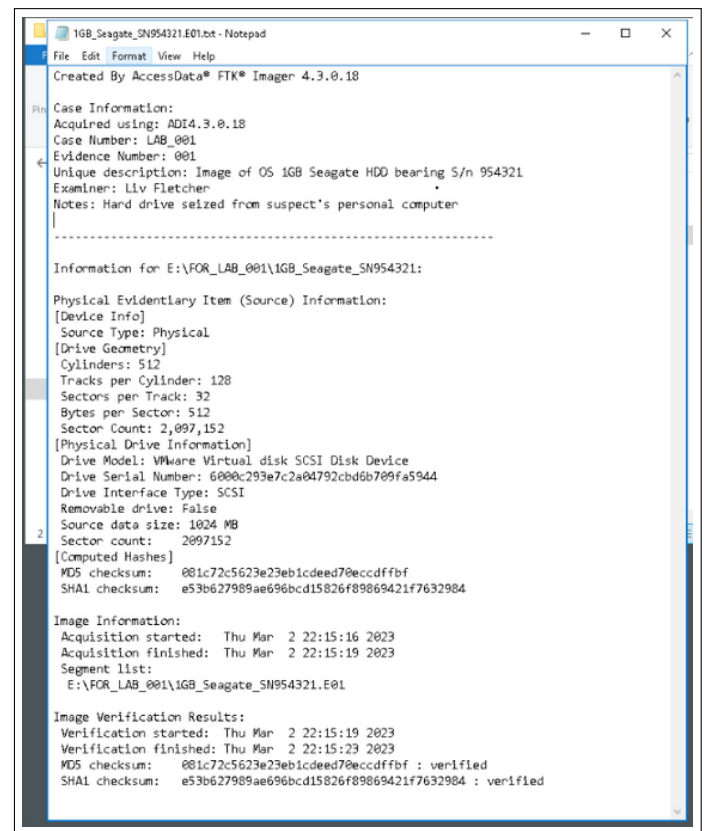 1GB_Seagate_SN954321.E01.txt - Notepad
File Edit Format View Help
Created By AccessData® FTK® Imager 4.3.0.18
Case Information:
Acquired using: ADI4.3.0.18
Case Number: LAB_001
Evidence Number: 001
Unique description: Image of OS 1GB Seagate HDD bearing S/n 954321
Examiner: Liv Fletcher
Notes: Hard drive seized from suspect's personal computer
--------------------------------------------------------------
Information for E:\FOR_LAB_001\1GB_Seagate_SN954321:
Physical Evidentiary Item (Source) Information:
[Device Info]
Source Type: Physical
[Drive Geometry]
Cylinders: 512
Tracks per Cylinder: 128
Sectors per Track: 32
Bytes per Sector: 512
Sector Count: 2,097,152
[Physical Drive Information]
Drive Model: VMware Virtual disk SCSI Disk Device
Drive Serial Number: 6000c293e7c2a04792cbd6b709fa5944
Drive Interface Type: SCSI
Removable drive: False
Source data size: 1024 MB
Sector count: 2097152
[Computed Hashes]
MD5 checksum: 081c72c5623e23eb1cdeed70eccdffbf
SHA1 checksum: e53b627989ae696bcd15826f89869421f7632984
Image Information:
Acquisition started: Thu Mar 2 22:15:16 2023
Acquisition finished: Thu Mar 2 22:15:19 2023
Segment list:
E:\FOR_LAB_001\1GB_Seagate_SN954321.E01
Image Verification Results:
Verification started: Thu Mar 2 22:15:19 2023
Verification finished: Thu Mar 2 22:15:23 2023
MD5 checksum: 081c72c5623e23eb1cdeed70eccdffbf : verified
SHA1 checksum: e53b627989ae696bcd15826f89869421f7632984 : verified
Pin
2